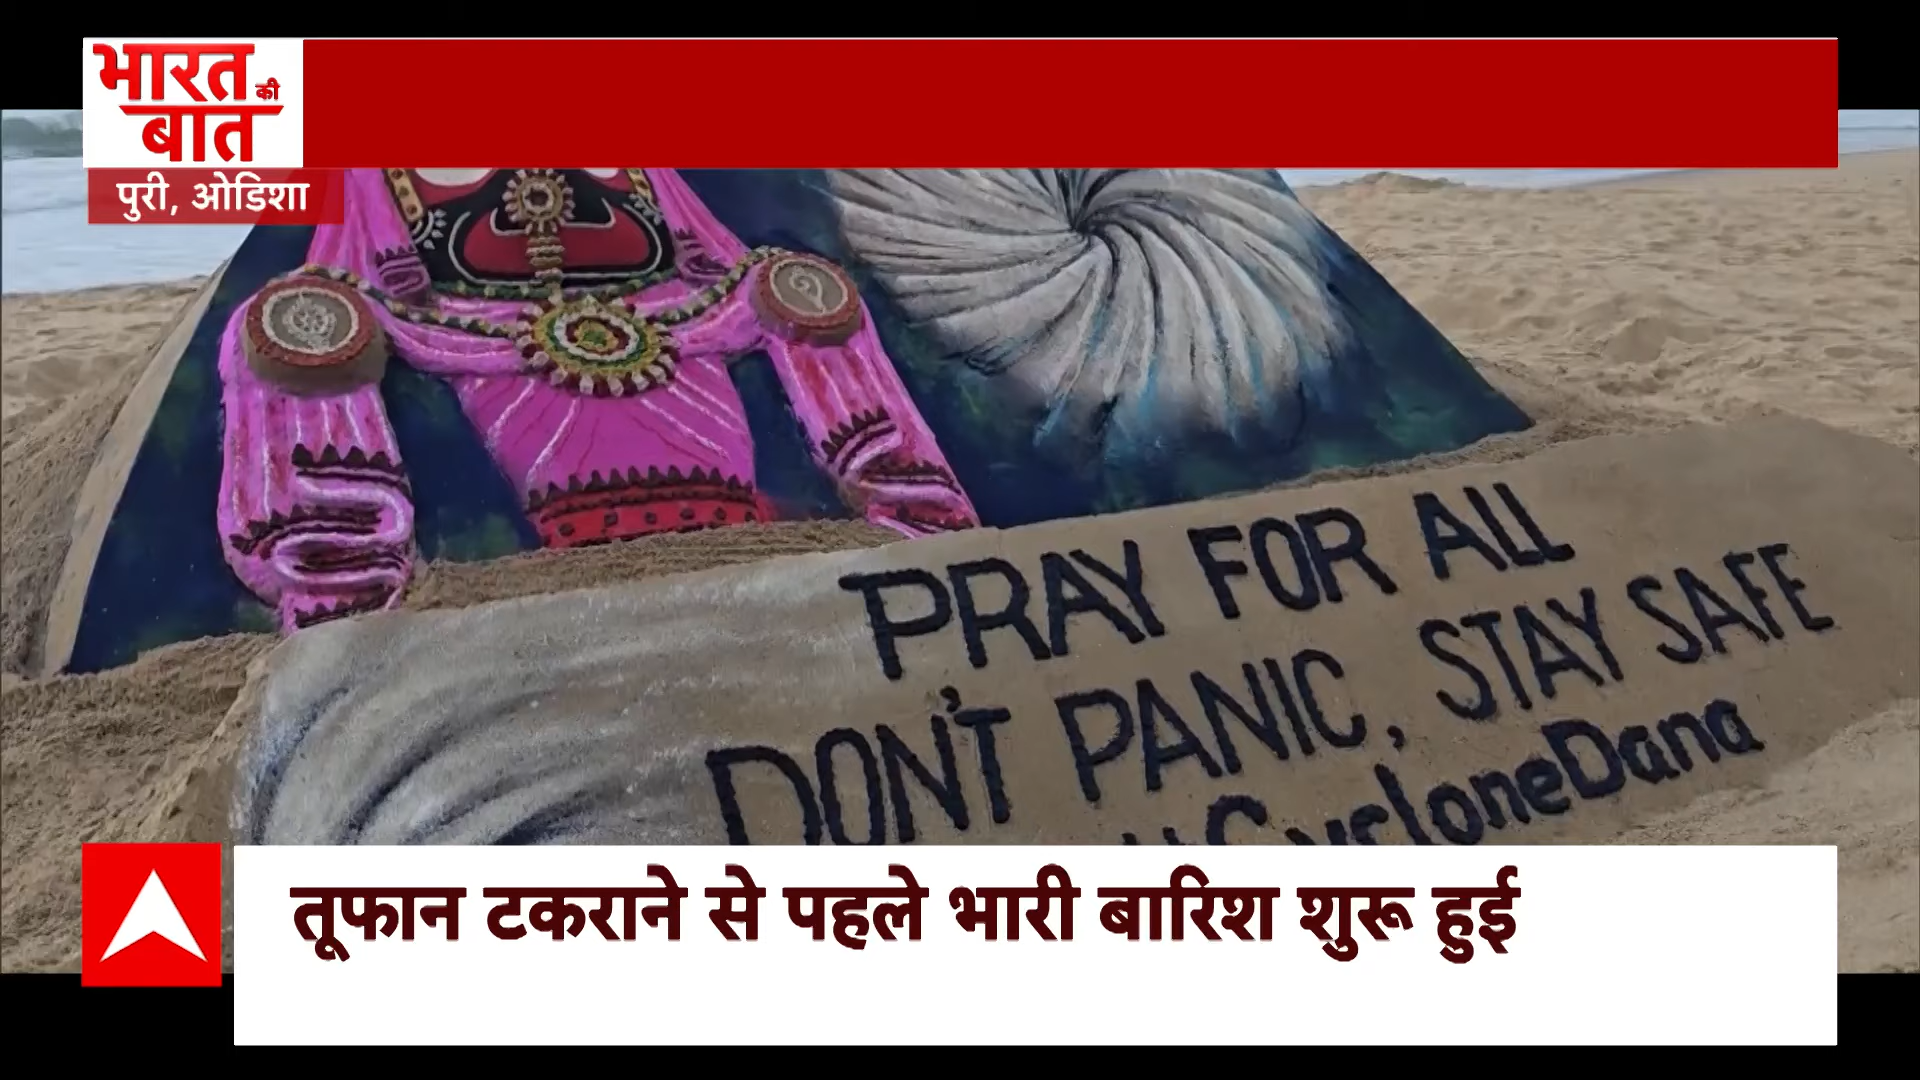 भारत की
बात
पुरी, ओडिशा
PRAY FOR ALL
DON'T PANIC, STAY SAFE
#CycloneDana
तूफान टकराने से पहले भारी बारिश शुरू हुई